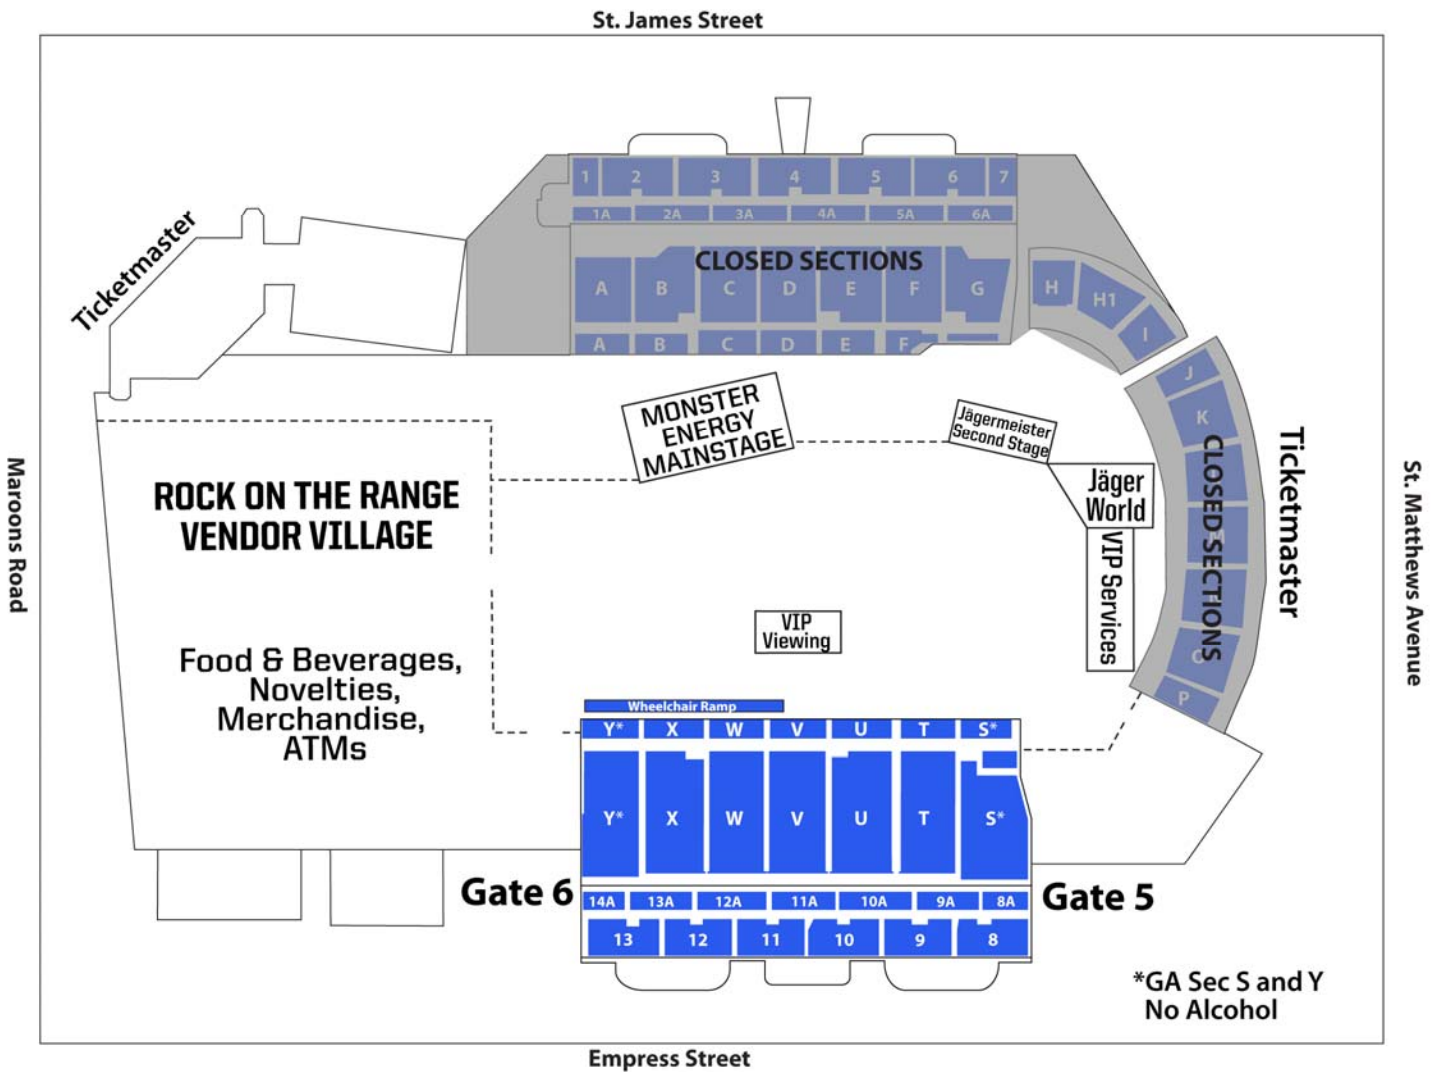 St. James Street
1 2 3 4 5 6 7
1A 2A 3A 4A 5A 6A
Ticketmaster
CLOSED SECTIONS
A B C D E F G
H H1 I
A B C D E F
J
K
MONSTER
ENERGY
MAINSTAGE
Jägermeister
Second Stage
Jäger
World
VIP Services
CLOSED SECTIONS
P
Ticketmaster
Maroons Road
St. Matthews Avenue
ROCK ON THE RANGE
VENDOR VILLAGE
Food & Beverages,
Novelties,
Merchandise,
ATMs
VIP
Viewing
Wheelchair Ramp
Y* X W V U T S*
Y* X W V U T S*
Gate 6
Gate 5
14A 13A 12A 11A 10A 9A 8A
13 12 11 10 9 8
*GA Sec S and Y
No Alcohol
Empress Street